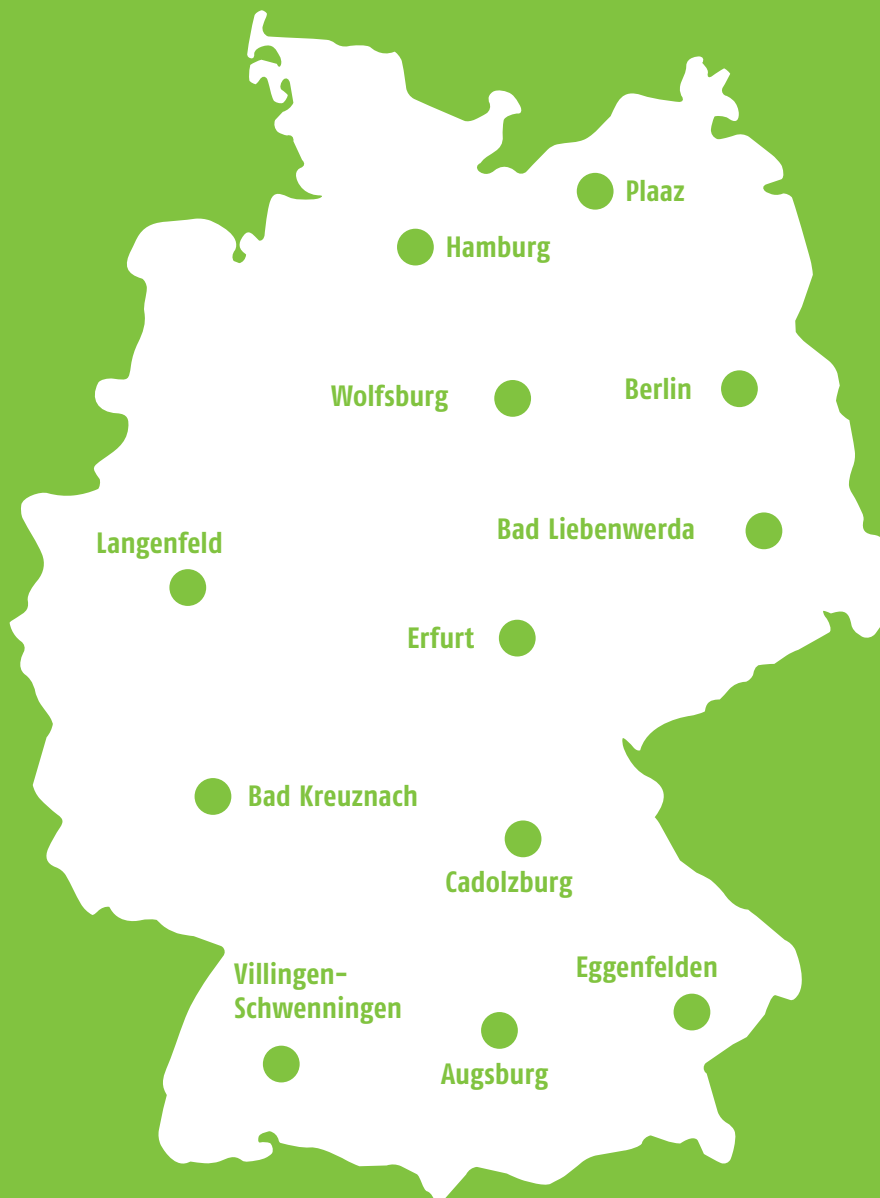 Plaaz
Hamburg
Wolfsburg
Berlin
Bad Liebenwerda
Langenfeld
Erfurt
Bad Kreuznach
Cadolzburg
Villingen-
Schwenningen
Eggenfelden
Augsburg